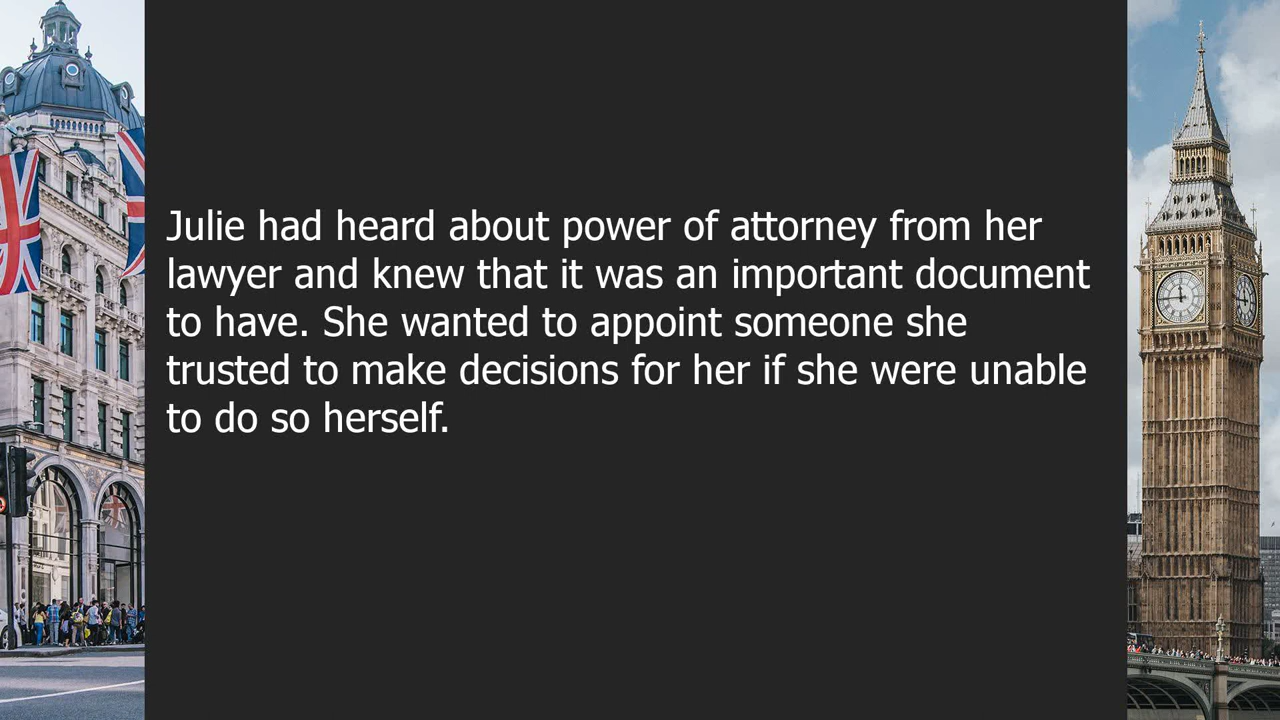 Julie had heard about power of attorney from her
lawyer and knew that it was an important document
to have. She wanted to appoint someone she
trusted to make decisions for her if she were unable
to do so herself.